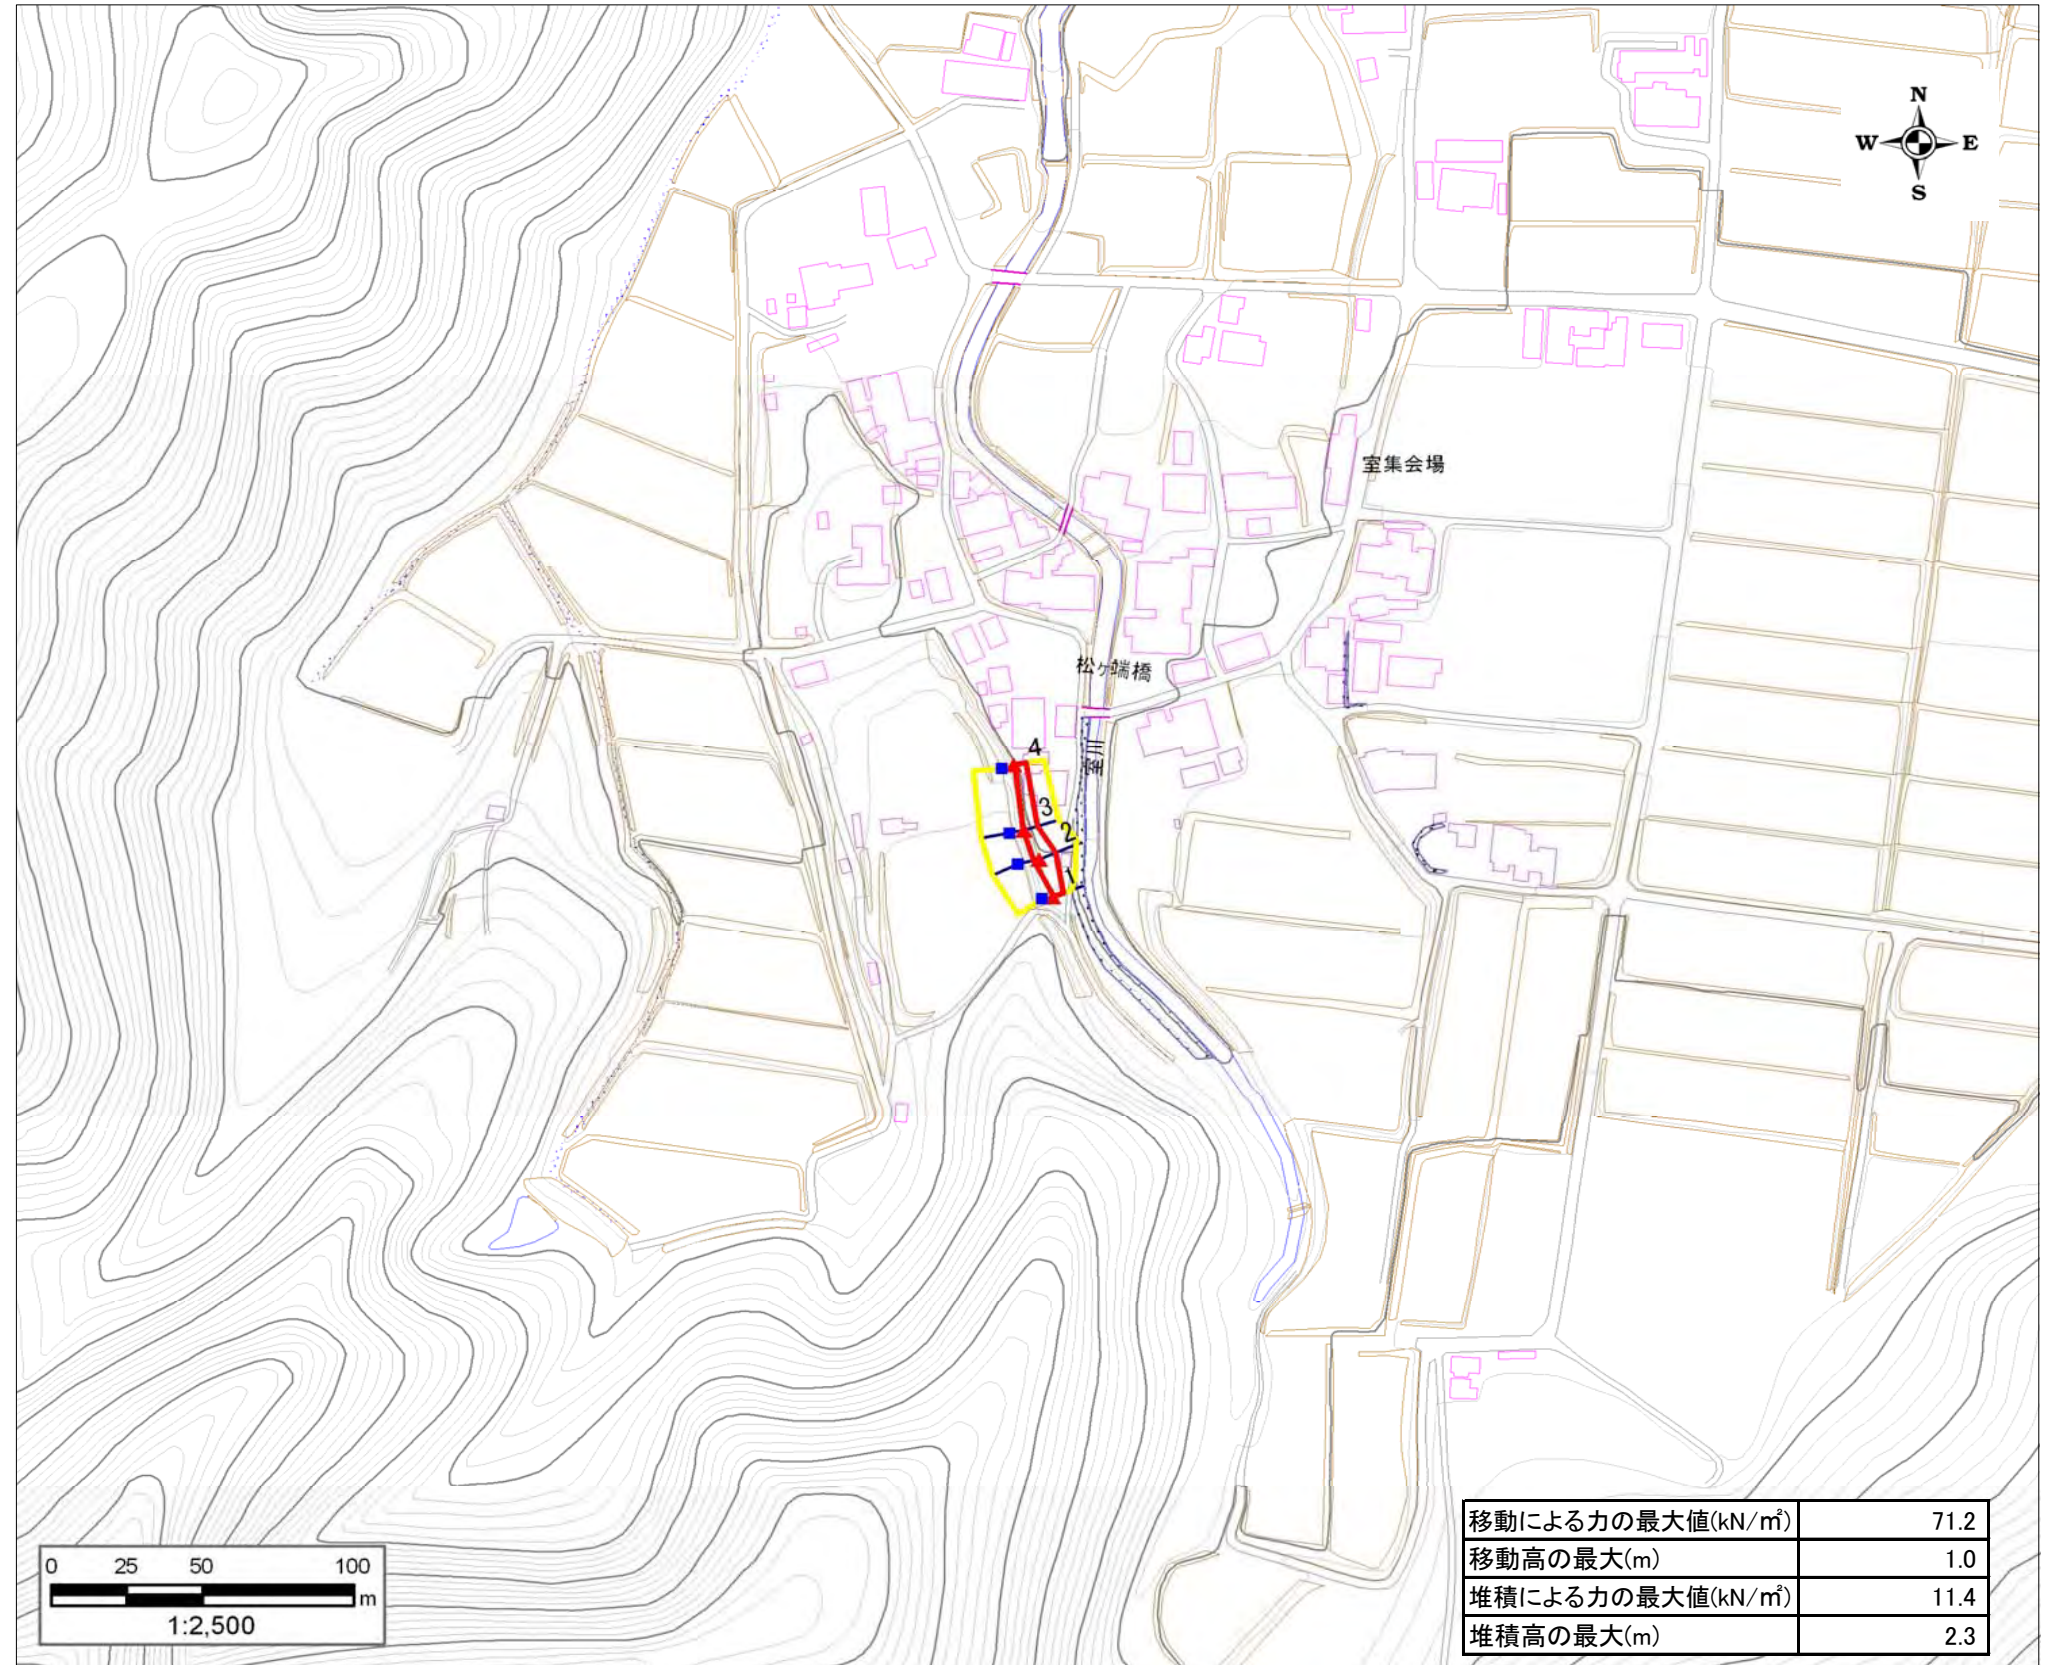 N
W E
S
室集会場
松ヶ端橋
室川
4
3
2
1
移動による力の最大値(kN/㎡) 71.2
移動高の最大(m) 1.0
堆積による力の最大値(kN/㎡) 11.4
堆積高の最大(m) 2.3
0 25 50 100
m
1:2,500